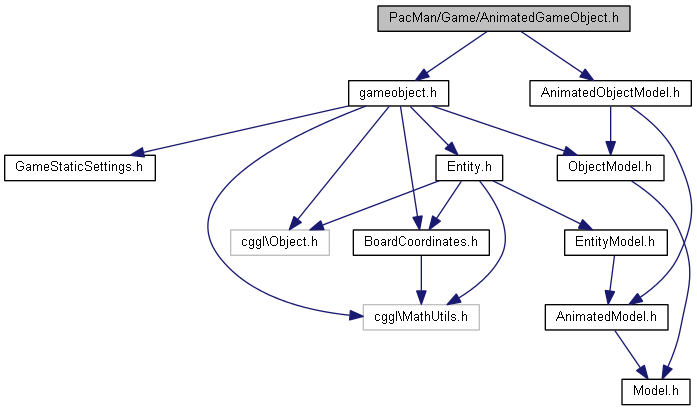 PacMan/Game/AnimatedGameObject.h
gameobject.h
AnimatedObjectModel.h
GameStaticSettings.h
Entity.h
ObjectModel.h
cggl\Object.h
BoardCoordinates.h
EntityModel.h
cggl\MathUtils.h
AnimatedModel.h
Model.h